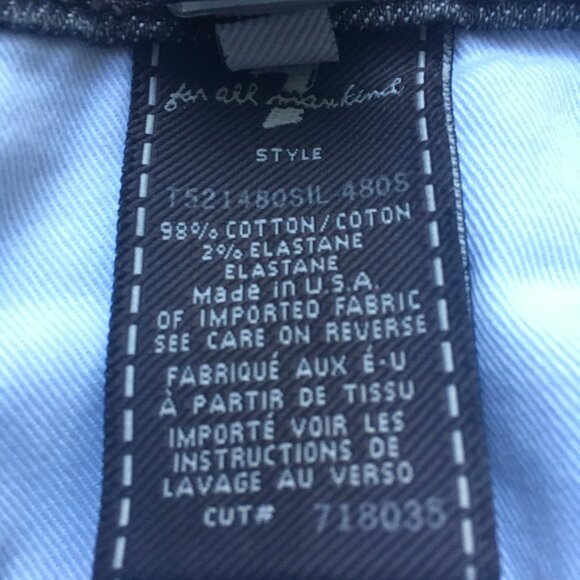 7
for all mankind
STYLE
T521480SIL-480S
98% COTTON/COTON
2% ELASTANE
ELASTANE
Made in U.S.A.
OF IMPORTED FABRIC
SEE CARE ON REVERSE
FABRIQUÉ AUX É-U
À PARTIR DE TISSU
IMPORTÉ VOIR LES
INSTRUCTIONS DE
LAVAGE AU VERSO
CUT# 718035